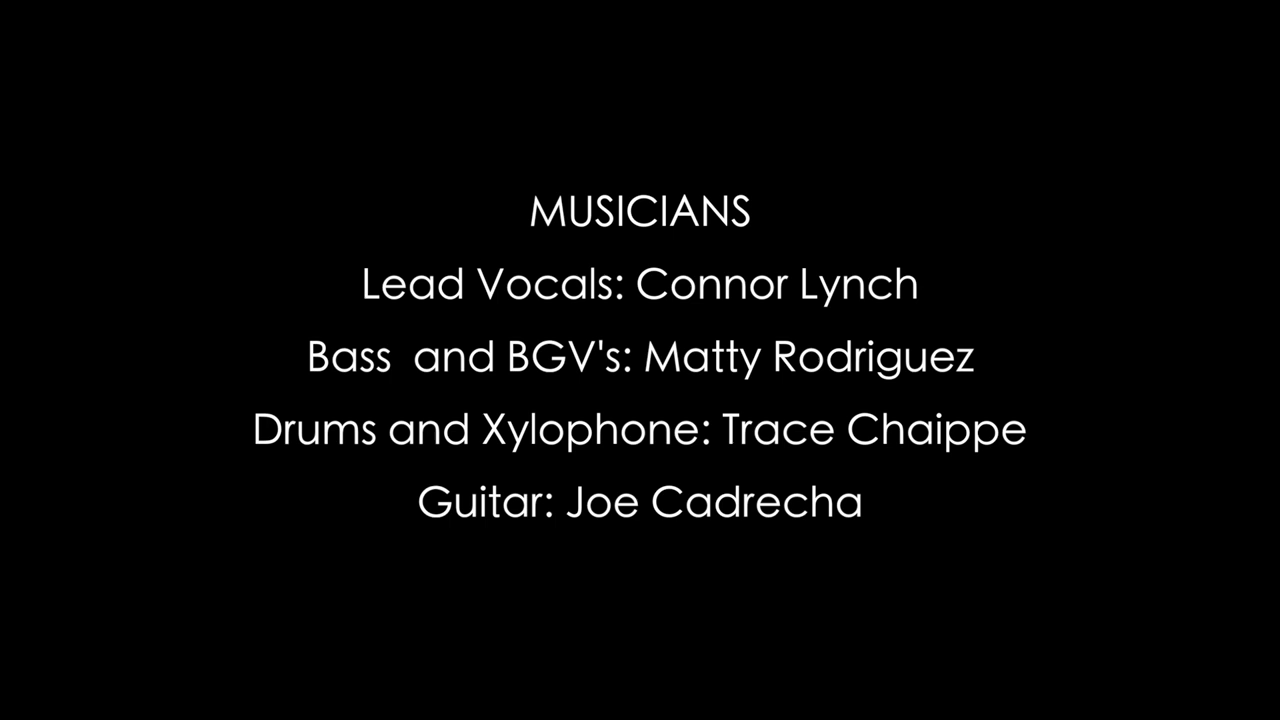 MUSICIANS
Lead Vocals: Connor Lynch
Bass  and BGV's: Matty Rodriguez
Drums and Xylophone: Trace Chaippe
Guitar: Joe Cadrecha